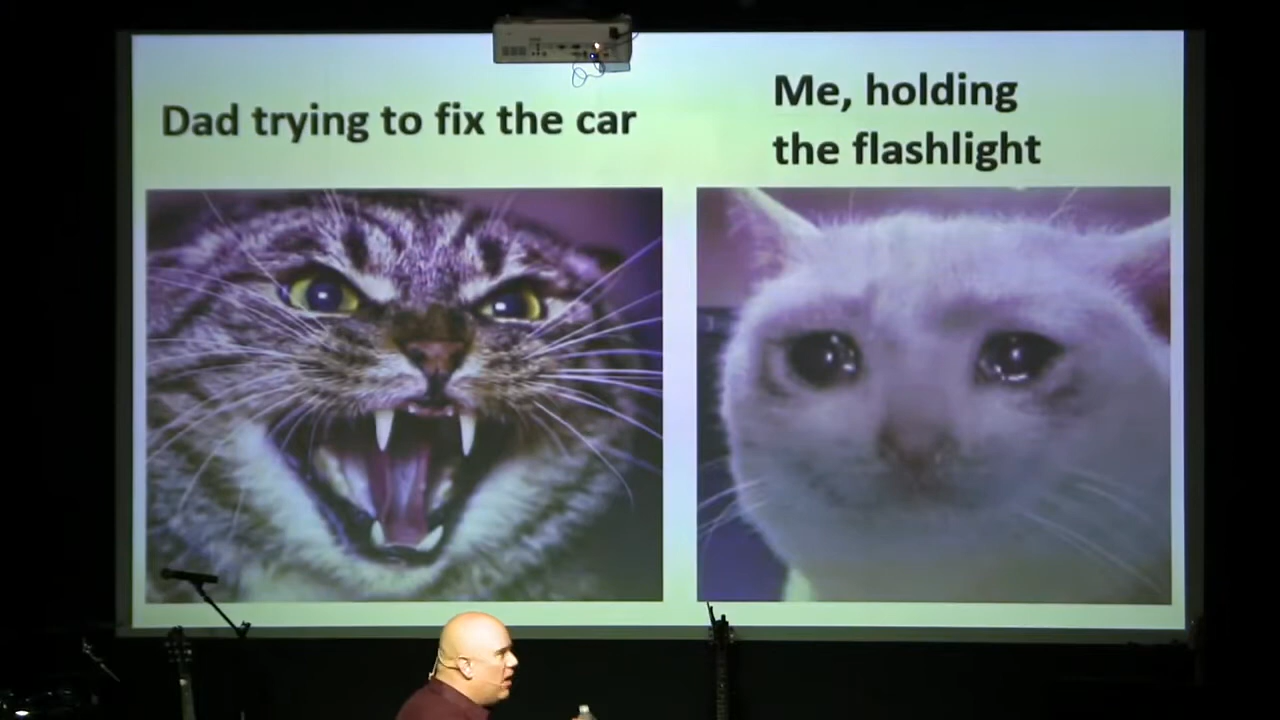 Dad trying to fix the car
Me, holding
the flashlight